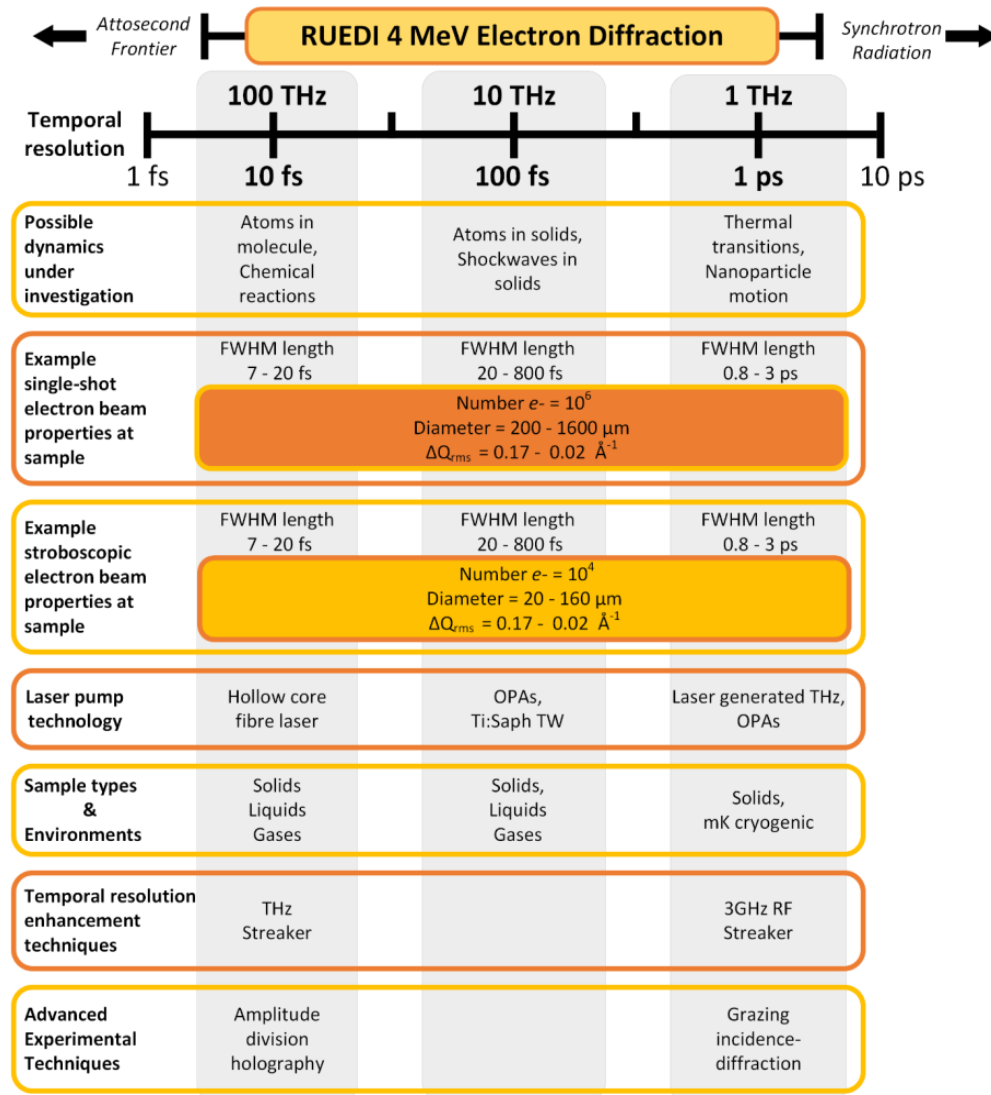 Attosecond
Frontier
RUEDI 4 MeV Electron Diffraction
Synchrotron
Radiation
100 THz
10 THz
1 THz
Temporal
resolution
1 fs
10 fs
100 fs
1 ps
10 ps
Possible
dynamics
under
investigation
Atoms in
molecule,
Chemical
reactions
Atoms in solids,
Shockwaves in
solids
Thermal
transitions,
Nanoparticle
motion
Example
single-shot
electron beam
properties at
sample
FWHM length
7 - 20 fs
FWHM length
20 - 800 fs
FWHM length
0.8 - 3 ps
Number e- = 10⁶
Diameter = 200 - 1600 µm
ΔQrms = 0.17 - 0.02 Å⁻¹
Example
stroboscopic
electron beam
properties at
sample
FWHM length
7 - 20 fs
FWHM length
20 - 800 fs
FWHM length
0.8 - 3 ps
Number e- = 10⁴
Diameter = 20 - 160 µm
ΔQrms = 0.17 - 0.02 Å⁻¹
Laser pump
technology
Hollow core
fibre laser
OPAs,
Ti:Saph TW
Laser generated THz,
OPAs
Sample types
&
Environments
Solids
Liquids
Gases
Solids,
Liquids
Gases
Solids,
mK cryogenic
Temporal resolution
enhancement
techniques
THz
Streaker
3GHz RF
Streaker
Advanced
Experimental
Techniques
Amplitude
division
holography
Grazing
incidence-
diffraction